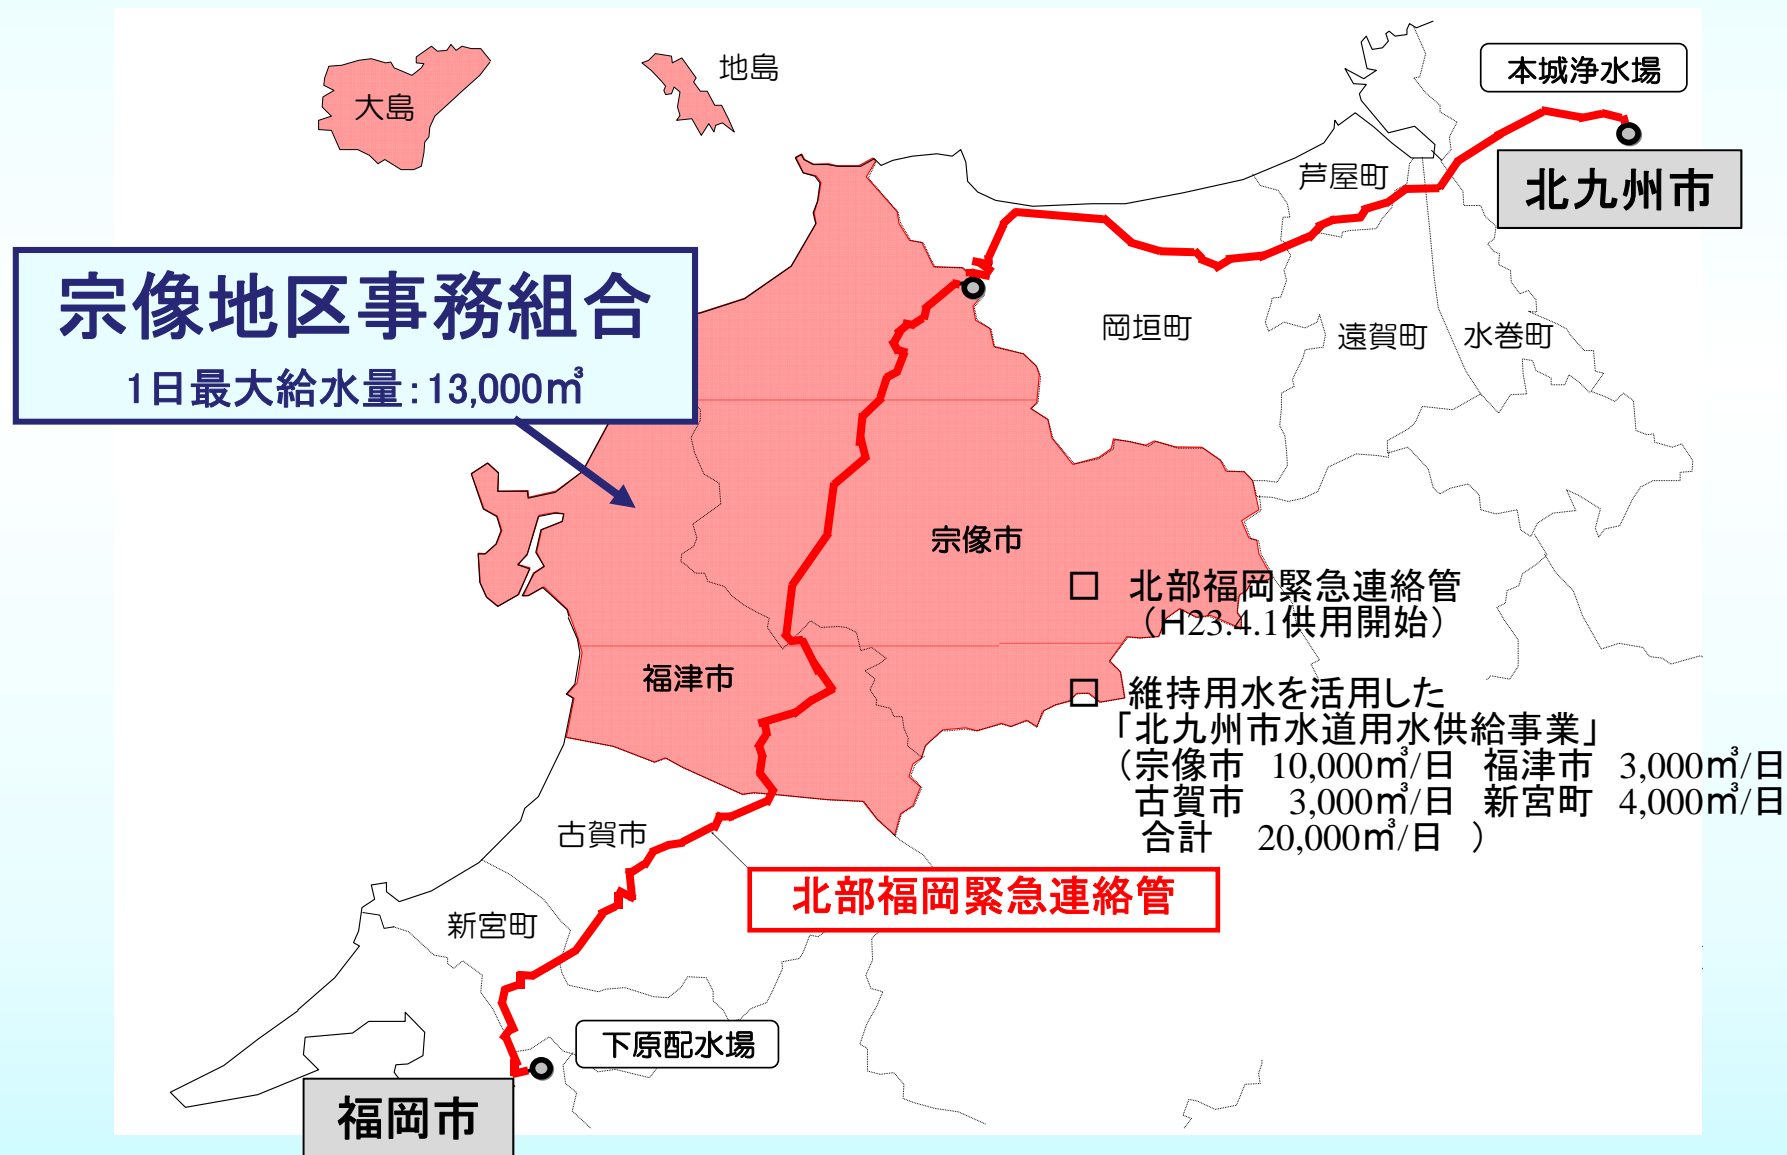 大島
地島
本城浄水場
芦屋町
北九州市
宗像地区事務組合
1日最大給水量:13,000㎥
岡垣町
遠賀町
水巻町
宗像市
□ 北部福岡緊急連絡管
（H23.4.1供用開始）
福津市
□ 維持用水を活用した
「北九州市水道用水供給事業」
（宗像市 10,000㎥/日 福津市 3,000㎥/日
古賀市 3,000㎥/日 新宮町 4,000㎥/日
合計 20,000㎥/日 ）
古賀市
北部福岡緊急連絡管
新宮町
下原配水場
福岡市